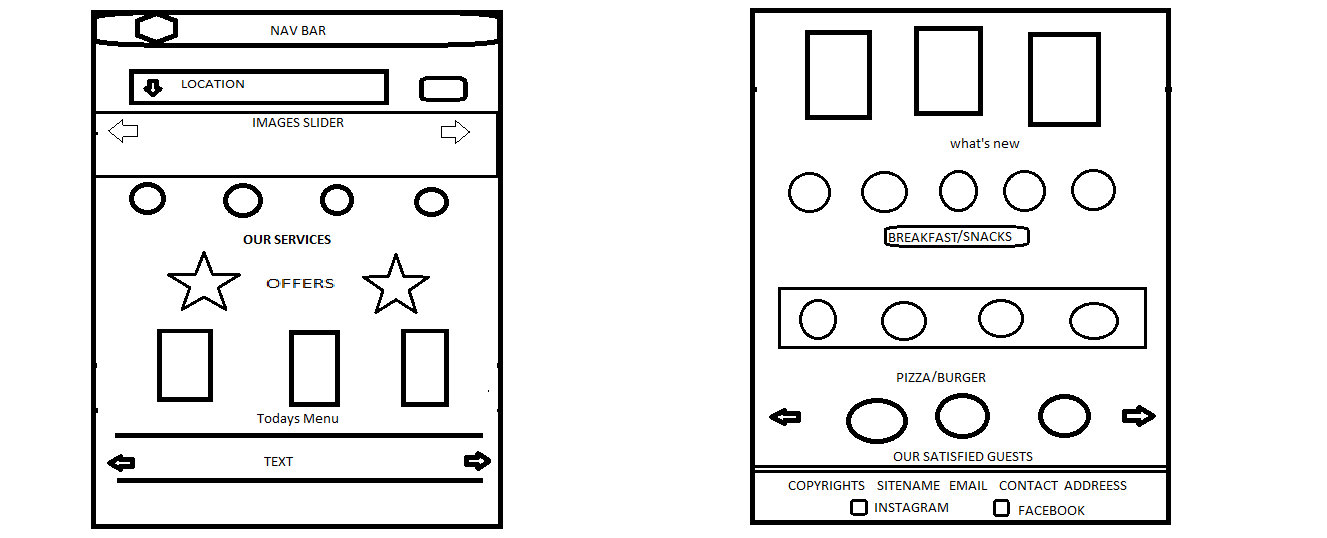 NAV BAR
LOCATION
IMAGES SLIDER
OUR SERVICES
OFFERS
Todays Menu
TEXT
what's new
BREAKFAST/SNACKS
PIZZA/BURGER
OUR SATISFIED GUESTS
COPYRIGHTS SITENAME EMAIL CONTACT ADDREESS
INSTAGRAM FACEBOOK